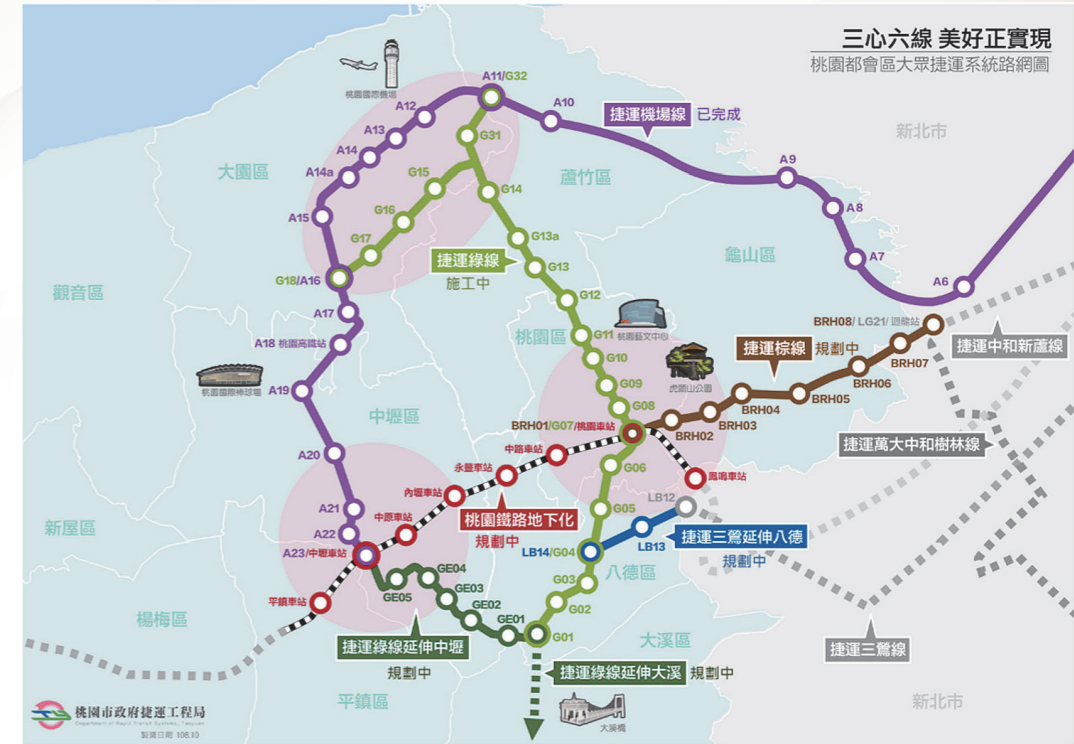 三心六線 美好正實現
桃園都會區大眾捷運系統路網圖
桃園國際機場
A11/G32
A12
A10
捷運機場線 已完成
新北市
A13
G31
A14
A9
大園區
A14a
G15
G14
蘆竹區
A15
G16
A8
G17
G13a
捷運綠線
施工中
G13
龜山區
A7
G18/A16
A6
觀音區
G12
A17
桃園藝文中心
BRH08/ LG21/ 迴龍站
桃園區
G11
A18 桃園高鐵站
G10
虎頭山公園
捷運棕線 規劃中
BRH07
捷運中和新蘆線
桃園國際棒球場
A19
G09
BRH06
中壢區
G08
BRH04
BRH05
BRH03
BRH01/G07/桃園車站
BRH02
捷運萬大中和樹林線
中路車站
A20
永豐車站
G06
鳳鳴車站
內壢車站
LB12
A21
中原車站
桃園鐵路地下化
規劃中
G05
新屋區
A22
LB13
捷運三鶯延伸八德
規劃中
A23/中壢車站
LB14/G04
八德區
GE04
G03
GE05
GE03
平鎮車站
GE02
G02
楊梅區
GE01
G01
大溪區
捷運綠線延伸中壢
規劃中
捷運三鶯線
捷運綠線延伸大溪 規劃中
平鎮區
新北市
大溪橋
桃園市政府捷運工程局
Department of Rapid Transit Systems, Taoyuan
製圖日期 108.10